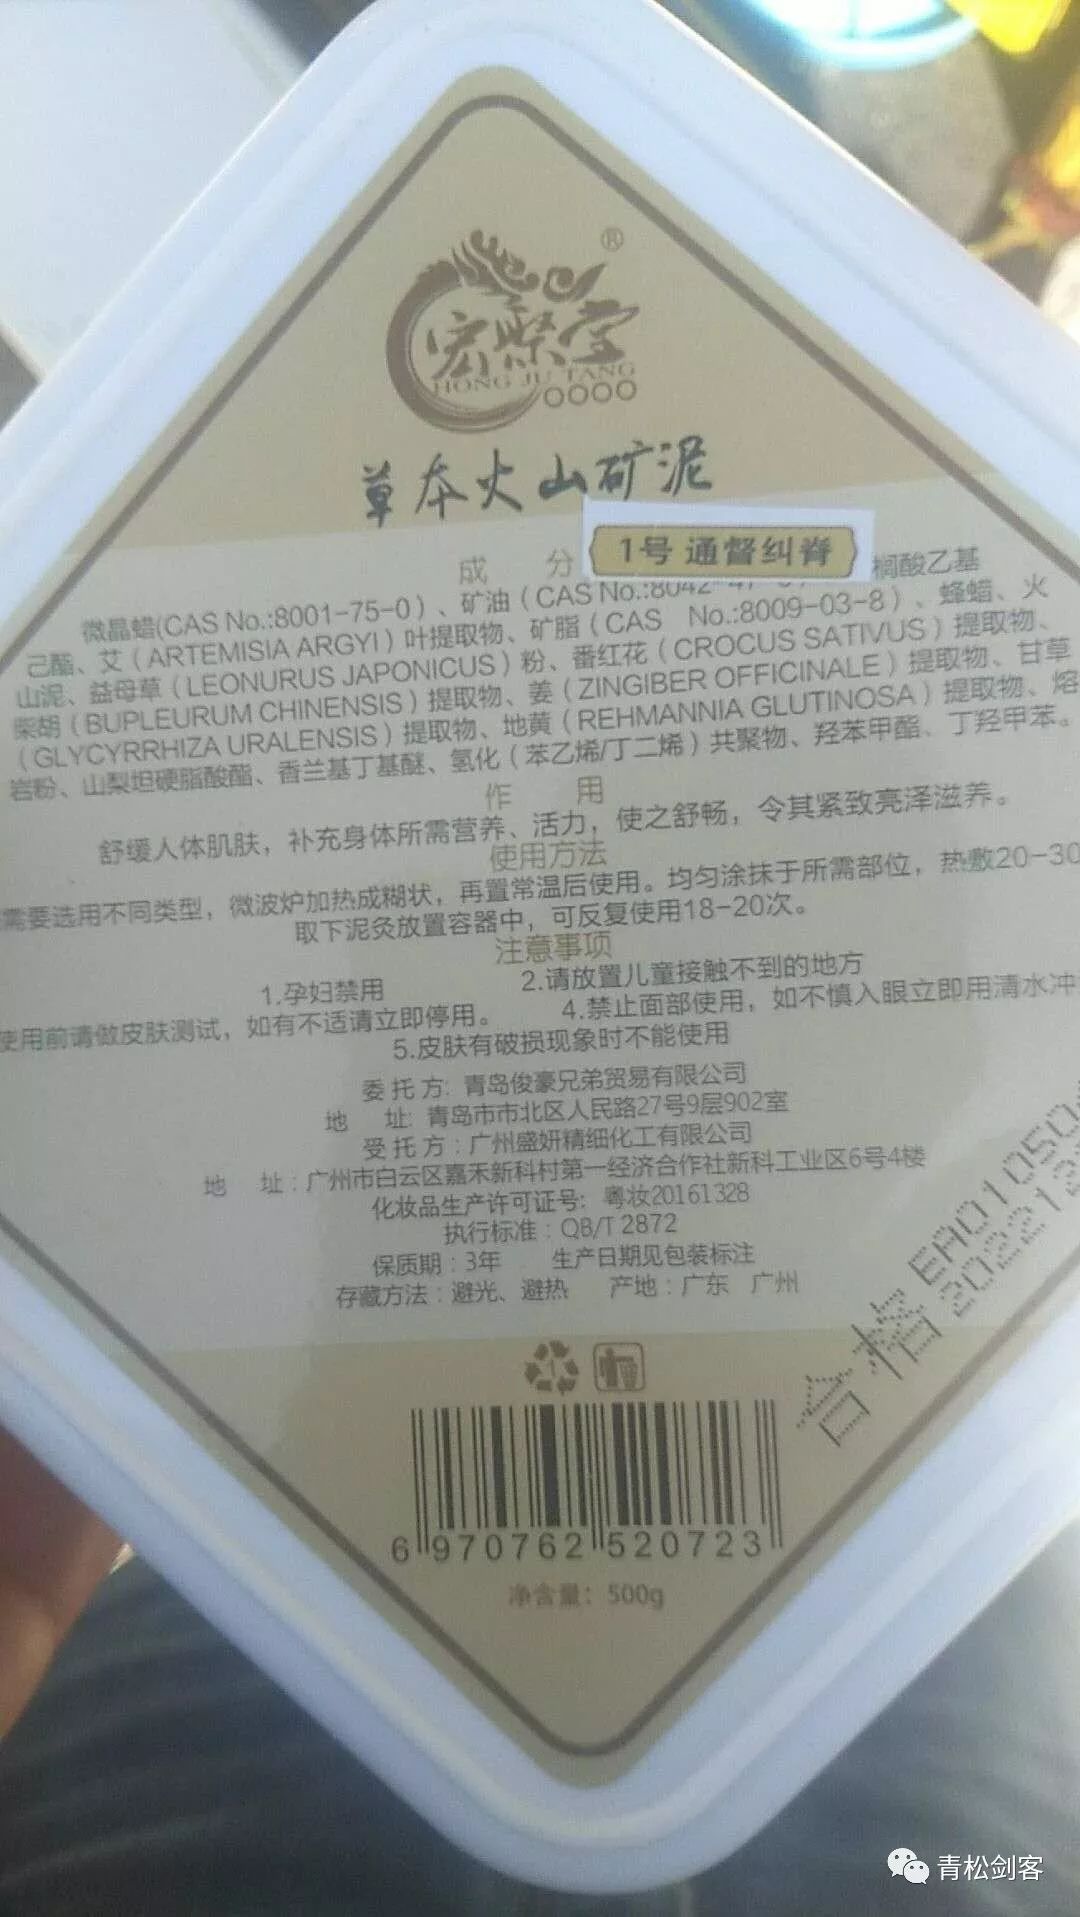 ®
宏聚堂
HONG JU TANG
草本火山矿泥
1号 通督纠脊
成 分
微晶蜡(CAS No.:8001-75-0)、矿油(CAS No.:8042-47- 榈酸乙基
己酯、艾(ARTEMISIA ARGYI)叶提取物、矿脂(CAS No.:8009-03-8)、蜂蜡、火
山泥、益母草(LEONURUS JAPONICUS)粉、番红花(CROCUS SATIVUS)提取物、
柴胡(BUPLEURUM CHINENSIS)提取物、姜(ZINGIBER OFFICINALE)提取物、甘草
(GLYCYRRHIZA URALENSIS)提取物、地黄(REHMANNIA GLUTINOSA)提取物、熔
岩粉、山梨坦硬脂酸酯、香兰基丁基醚、氢化(苯乙烯/丁二烯)共聚物、羟苯甲酯、丁羟甲苯。
作 用
舒缓人体肌肤，补充身体所需营养、活力，使之舒畅，令其紧致亮泽滋养。
使用方法
需要选用不同类型，微波炉加热成糊状，再置常温后使用。均匀涂抹于所需部位，热敷20-30
取下泥灸放置容器中，可反复使用18-20次。
注意事项
1.孕妇禁用 2.请放置儿童接触不到的地方
使用前请做皮肤测试，如有不适请立即停用。 4.禁止面部使用，如不慎入眼立即用清水冲
5.皮肤有破损现象时不能使用
委 托 方: 青岛俊豪兄弟贸易有限公司
地 址: 青岛市市北区人民路27号9层902室
受 托 方：广州盛妍精细化工有限公司
地 址：广州市白云区嘉禾新科村第一经济合作社新科工业区6号4楼
化妆品生产许可证号: 粤妆20161328
执行标准：QB/T 2872
保质期：3年 生产日期见包装标注
存藏方法：避光、避热 产地：广东 广州
合格 EA01050
202212
6 970762 520723
净含量：500g
青松剑客